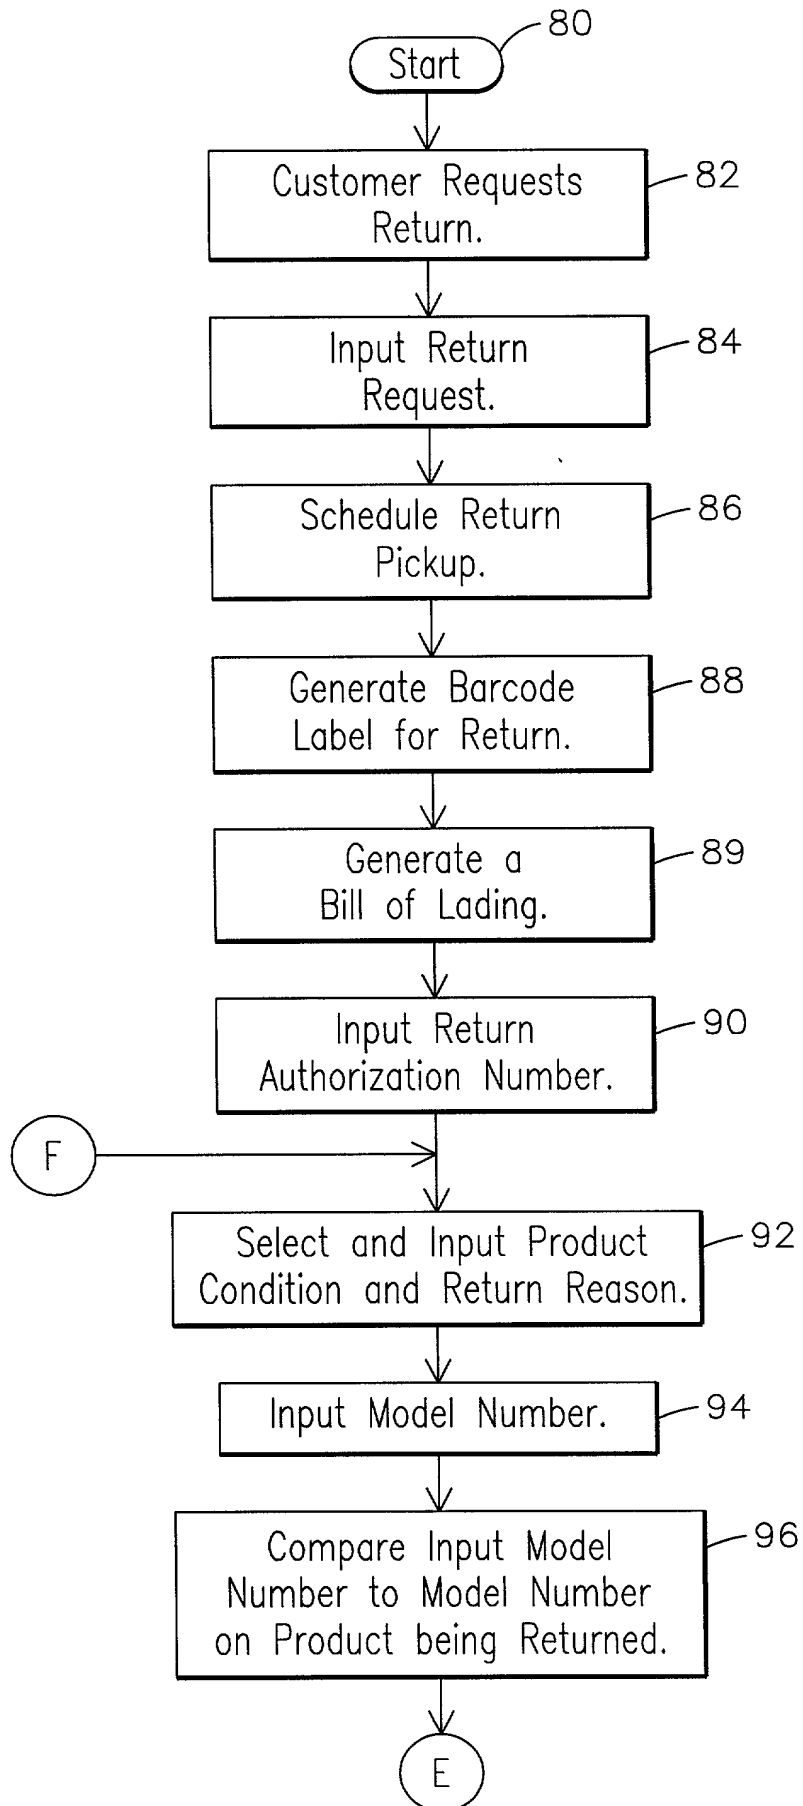 80
Start
82
Customer Requests
Return.
84
Input Return
Request.
86
Schedule Return
Pickup.
88
Generate Barcode
Label for Return.
89
Generate a
Bill of Lading.
90
Input Return
Authorization Number.
F
92
Select and Input Product
Condition and Return Reason.
94
Input Model Number.
96
Compare Input Model
Number to Model Number
on Product being Returned.
E